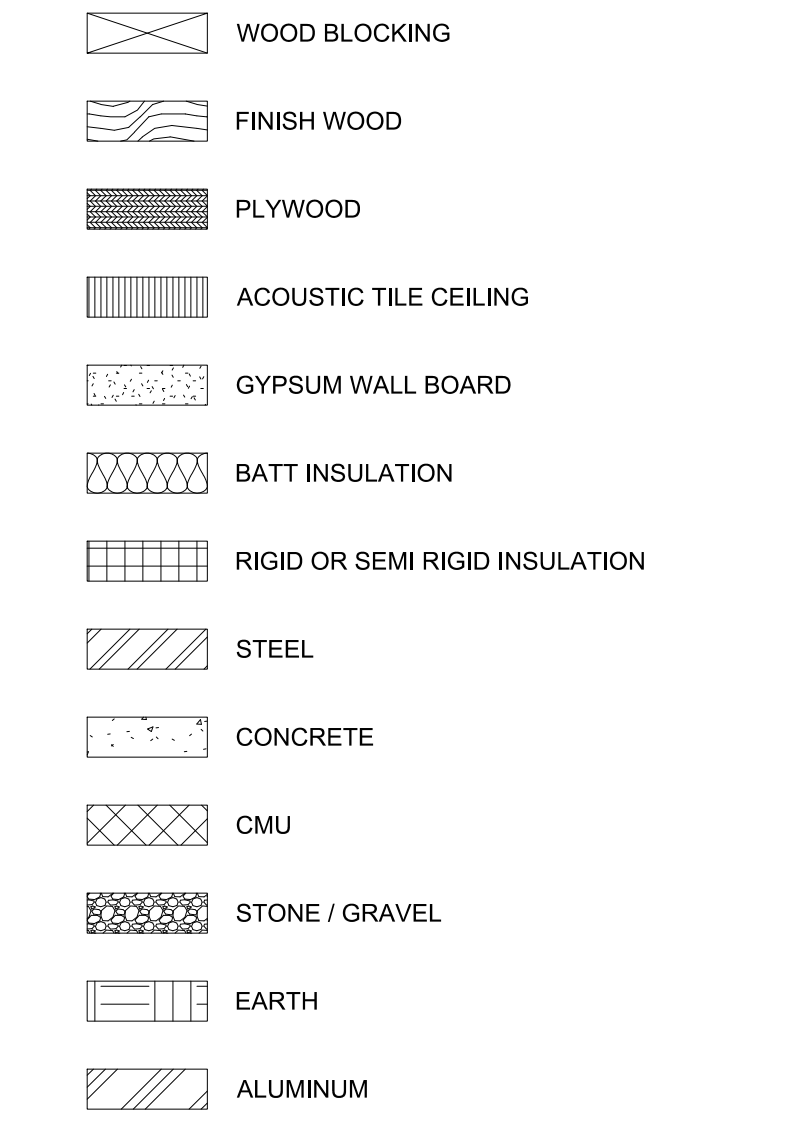 WOOD BLOCKING
FINISH WOOD
PLYWOOD
ACOUSTIC TILE CEILING
GYPSUM WALL BOARD
BATT INSULATION
RIGID OR SEMI RIGID INSULATION
STEEL
CONCRETE
CMU
STONE / GRAVEL
EARTH
ALUMINUM